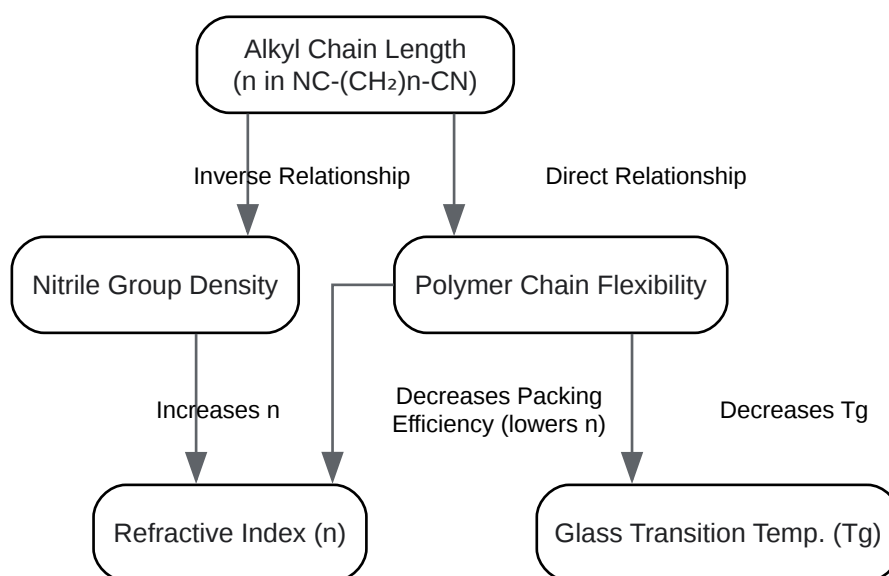 Alkyl Chain Length
(n in NC-(CH₂)n-CN)
Inverse Relationship
Direct Relationship
Nitrile Group Density
Polymer Chain Flexibility
Increases n
Decreases Packing
Efficiency (lowers n)
Decreases Tg
Refractive Index (n)
Glass Transition Temp. (Tg)